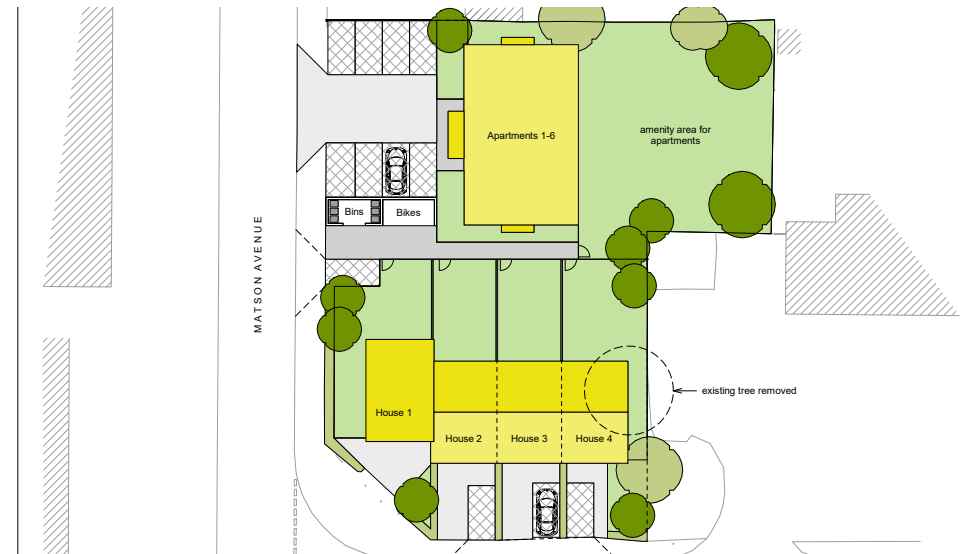 Apartments 1-6
amenity area for
apartments
Bins
Bikes
MATSON AVENUE
existing tree removed
House 1
House 2
House 3
House 4